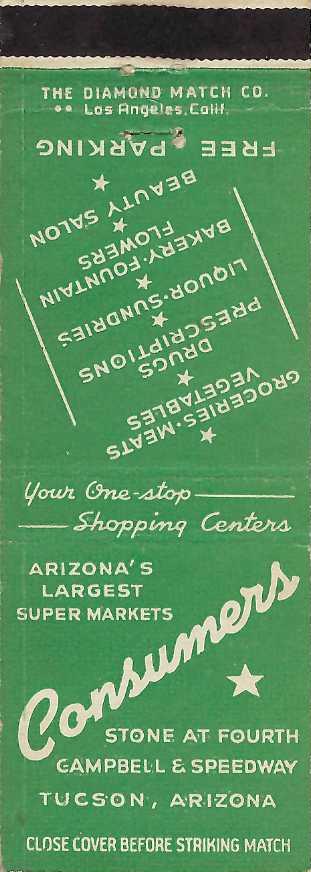 THE DIAMOND MATCH CO.
Los Angeles, Calif.
GROCERIES·MEATS
VEGETABLES
DRUGS
PRESCRIPTIONS
LIQUOR·SUNDRIES
BAKERY·FOUNTAIN
FLOWERS
BEAUTY SALON
FREE PARKING
Your One-stop
Shopping Centers
ARIZONA'S
LARGEST
SUPER MARKETS
Consumers
STONE AT FOURTH
CAMPBELL & SPEEDWAY
TUCSON, ARIZONA
CLOSE COVER BEFORE STRIKING MATCH